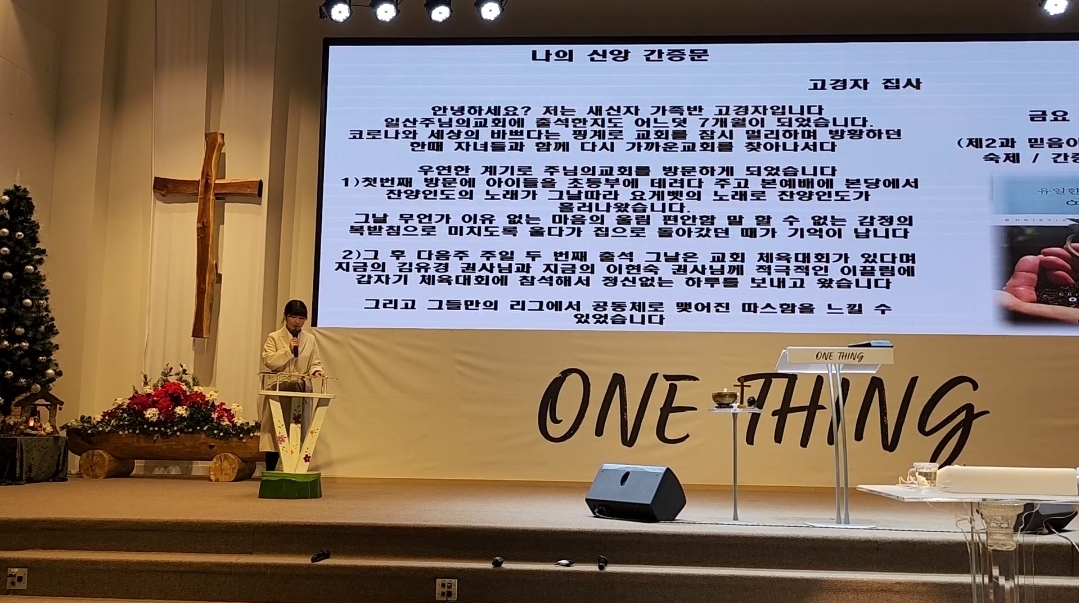 나의 신앙 간증문
고경자 집사
안녕하세요? 저는 새신자 가족반 고경자입니다
일산주님의교회에 출석한지도 어느덧 7개월이 되었습니다.
코로나와 세상의 바쁘다는 핑계로 교회를 잠시 멀리하며 방황하던
한때 자녀들과 함께 다시 가까운교회를 찾아나서다
우연한 계기로 주님의교회를 방문하게 되었습니다
1)첫번째 방문에 아이들을 초등부에 데려다 주고 본예배에 본당에서
찬양인도의 노래가 그날따라 요게벳의 노래로 찬양인도가
흘러나왔습니다.
그날 무언가 이유 없는 마음의 울림 편안함 말 할 수 없는 감정의
복받침으로 미치도록 울다가 집으로 돌아갔던 때가 기억이 납니다
2)그 후 다음주 주일 두 번째 출석 그날은 교회 체육대회가 있다며
지금의 김유경 권사님과 지금의 이현숙 권사님께 적극적인 이끌림에
갑자기 체육대회에 참석해서 정신없는 하루를 보내고 왔습니다
그리고 그들만의 리그에서 공동체로 맺어진 따스함을 느낄 수
있었습니다
금요
(제2과 믿음이
숙제 / 간증
ONE THING
ONE THING